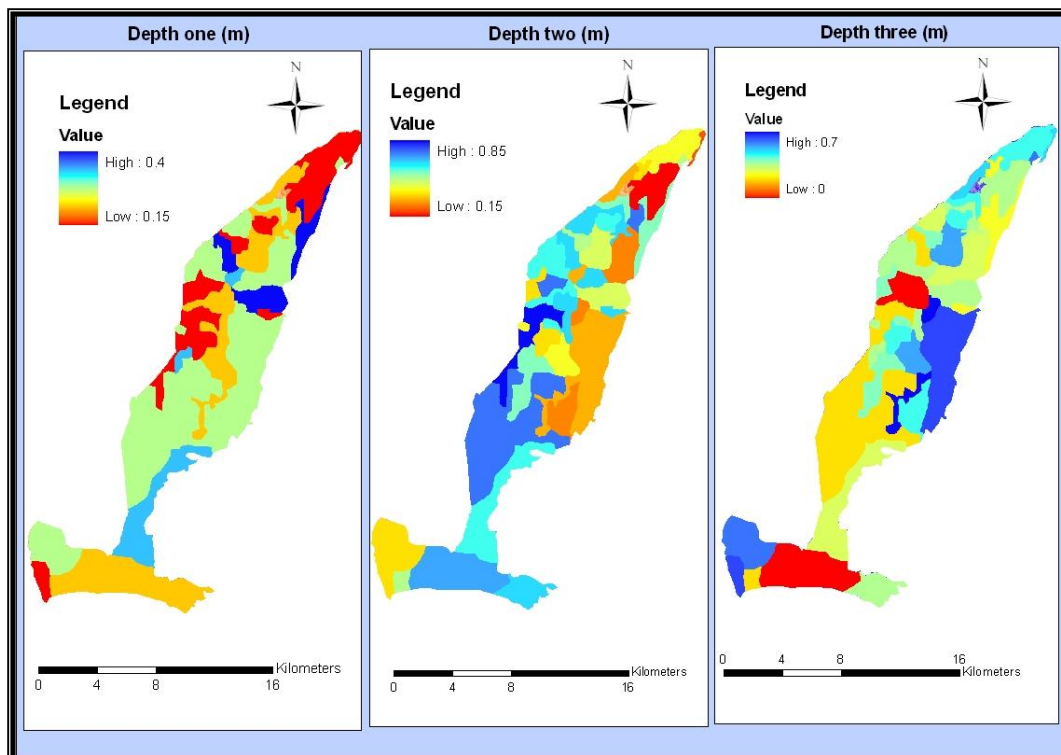 Depth one (m)
N
Legend
Value
High : 0.4
Low : 0.15
Kilometers
0 4 8 16
Depth two (m)
N
Legend
Value
High : 0.85
Low : 0.15
Kilometers
0 4 8 16
Depth three (m)
N
Legend
Value
High : 0.7
Low : 0
Kilometers
0 4 8 16